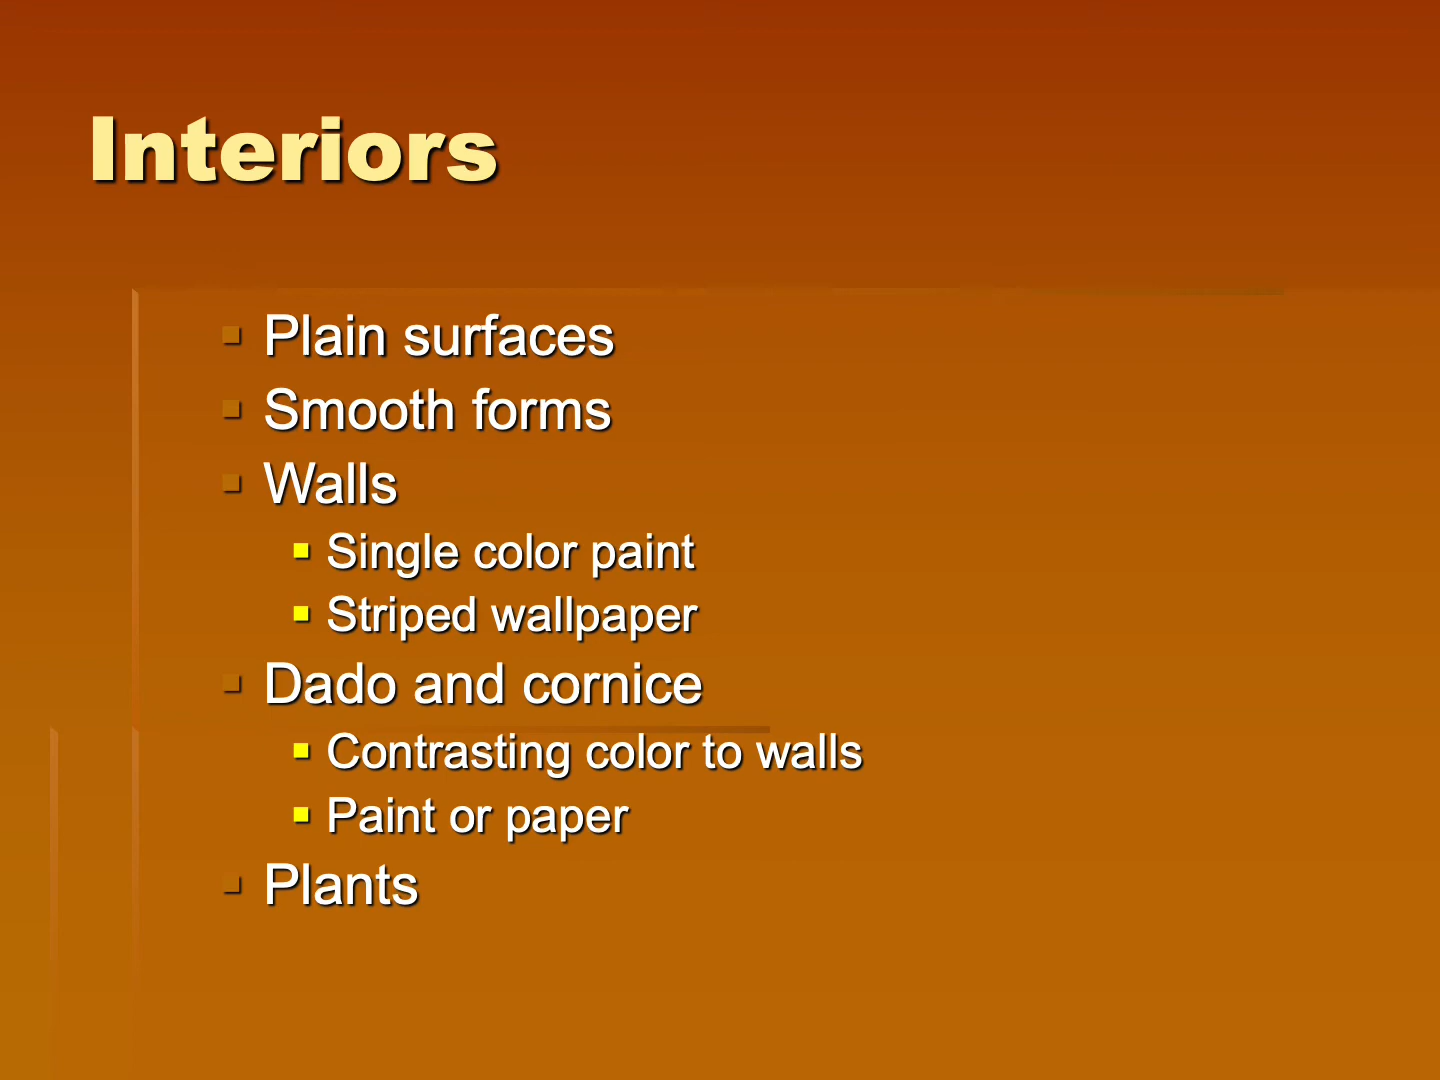 Interiors
Plain surfaces
Smooth forms
Walls
Single color paint
Striped wallpaper
Dado and cornice
Contrasting color to walls
Paint or paper
Plants